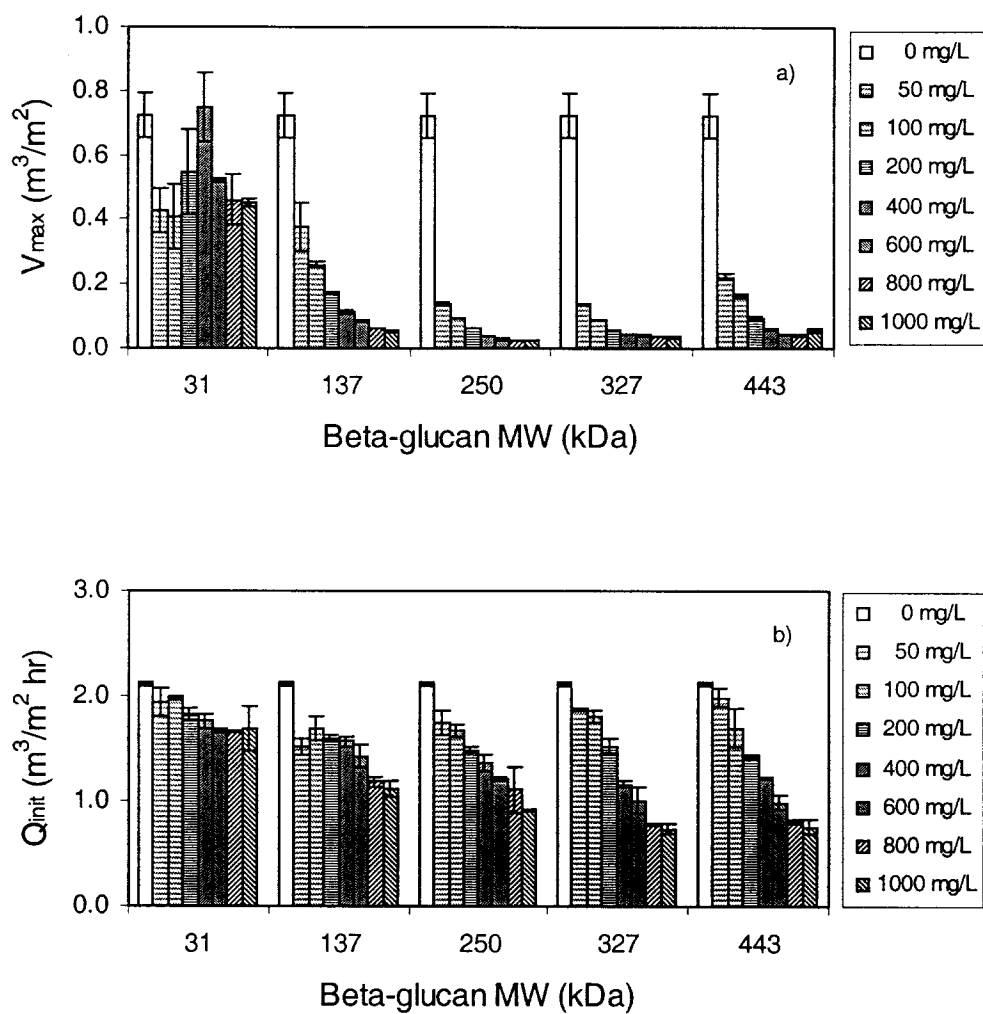 1.0
0.8
0.6
0.4
0.2
0.0
Vmax (m³/m²)
a)
31 137 250 327 443
Beta-glucan MW (kDa)
0 mg/L
50 mg/L
100 mg/L
200 mg/L
400 mg/L
600 mg/L
800 mg/L
1000 mg/L
3.0
2.0
1.0
0.0
Qinit (m³/m² hr)
b)
31 137 250 327 443
Beta-glucan MW (kDa)
0 mg/L
50 mg/L
100 mg/L
200 mg/L
400 mg/L
600 mg/L
800 mg/L
1000 mg/L